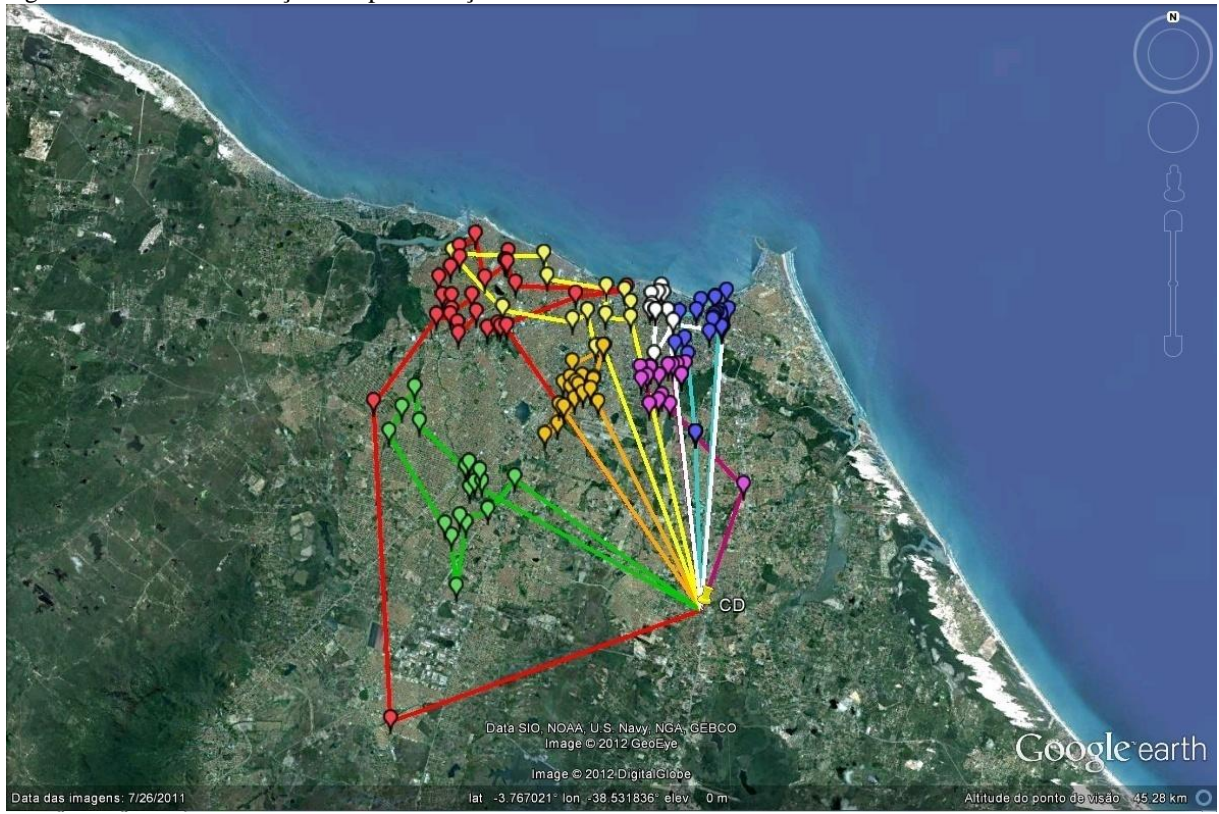 N
CD
Data SIO, NOAA, U.S. Navy, NGA, GEBCO
Image © 2012 GeoEye
Image © 2012 DigitalGlobe
Google earth
Data das imagens: 7/26/2011
lat -3.767021° lon -38.531836° elev 0 m
Altitude do ponto de visão 45.28 km